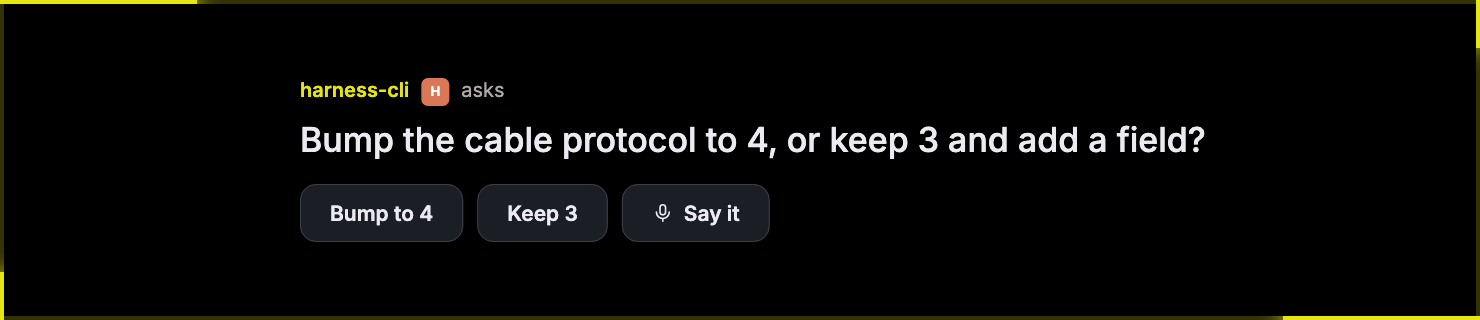 harness-cli H asks
Bump the cable protocol to 4, or keep 3 and add a field?
Bump to 4 Keep 3 Say it